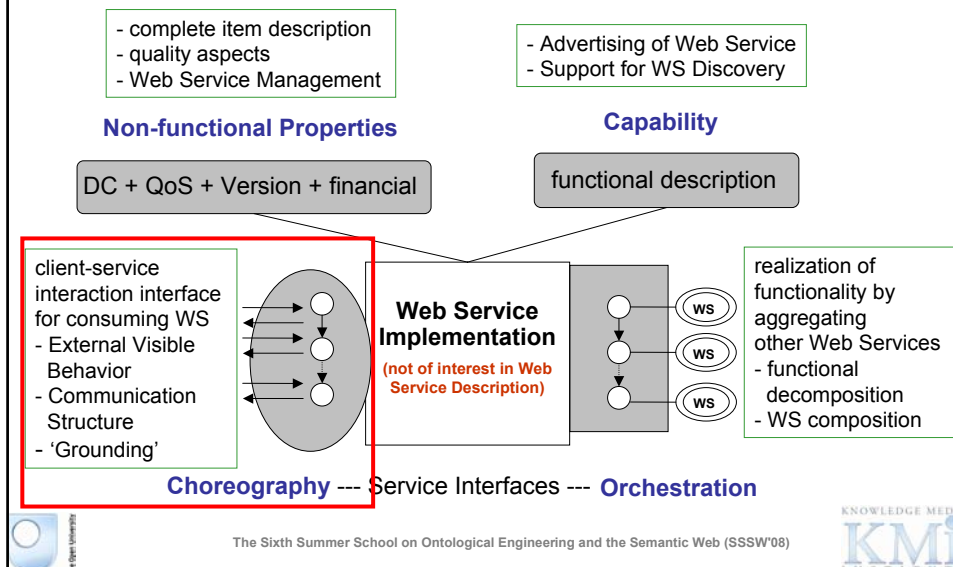 - complete item description
- quality aspects
- Web Service Management
- Advertising of Web Service
- Support for WS Discovery
Non-functional Properties
Capability
DC + QoS + Version + financial
functional description
client-service
interaction interface
for consuming WS
- External Visible
Behavior
- Communication
Structure
- ‘Grounding’
Web Service
Implementation
(not of interest in Web
Service Description)
WS
WS
WS
realization of
functionality by
aggregating
other Web Services
- functional
decomposition
- WS composition
Choreography --- Service Interfaces --- Orchestration
The Open University
The Sixth Summer School on Ontological Engineering and the Semantic Web (SSSW'08)
KNOWLEDGE MED
KMi